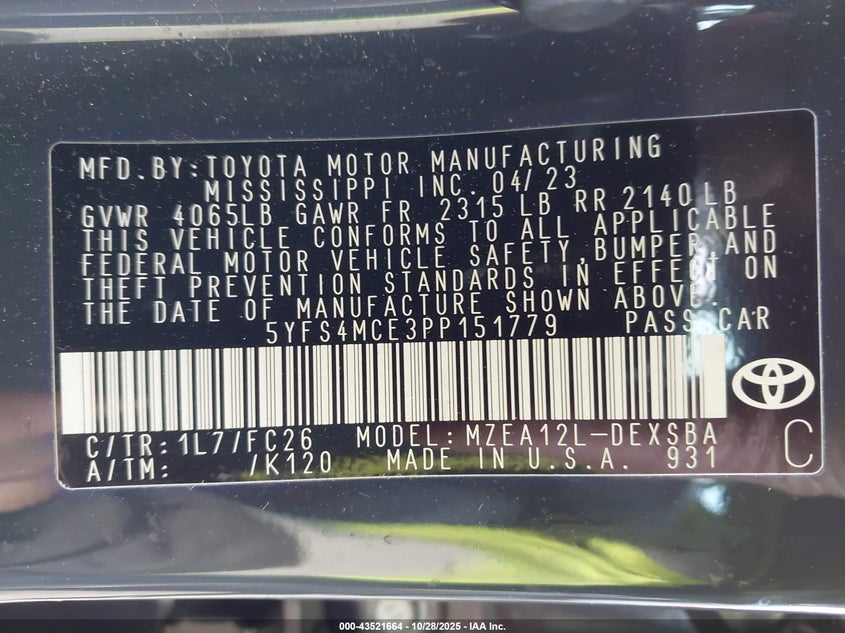 MFD.BY:TOYOTA MOTOR MANUFACTURING
MISSISSIPPI INC. 04/23
GVWR 4065LB GAWR FR 2315LB RR 2140LB
THIS VEHICLE CONFORMS TO ALL APPLICABLE
FEDERAL MOTOR VEHICLE SAFETY,BUMPER,AND
THEFT PREVENTION STANDARDS IN EFFECT ON
THE DATE OF MANUFACTURE SHOWN ABOVE.
5YFS4MCE3PP151779 PASS.CAR
C/TR:1L7/FC26 MODEL:MZEA12L-DEXSBA
A/TM: /K120 MADE IN U.S.A. 931
C
000-43521664 - 10/28/2025 - IAA Inc.